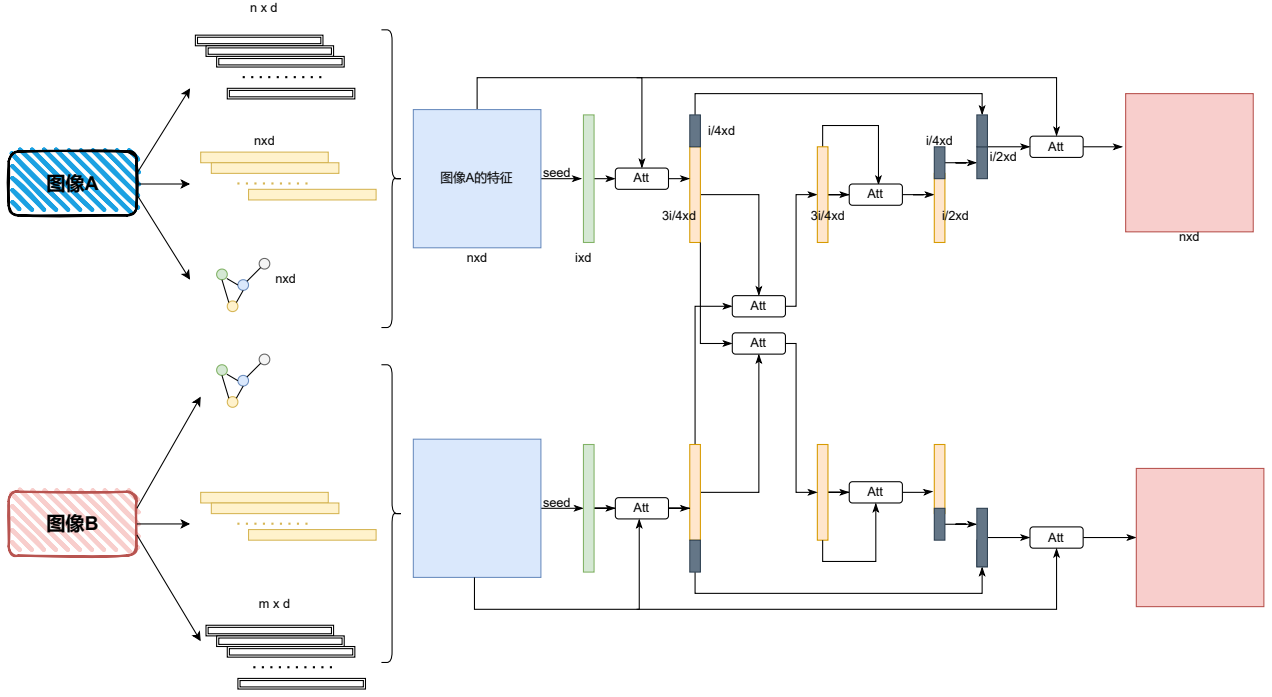 n x d
nxd
图像A
nxd
图像A的特征
nxd
seed
ixd
Att
i/4xd
3i/4xd
3i/4xd
Att
i/4xd
i/2xd
i/2xd
Att
nxd
Att
Att
图像B
m x d
seed
Att
Att
Att